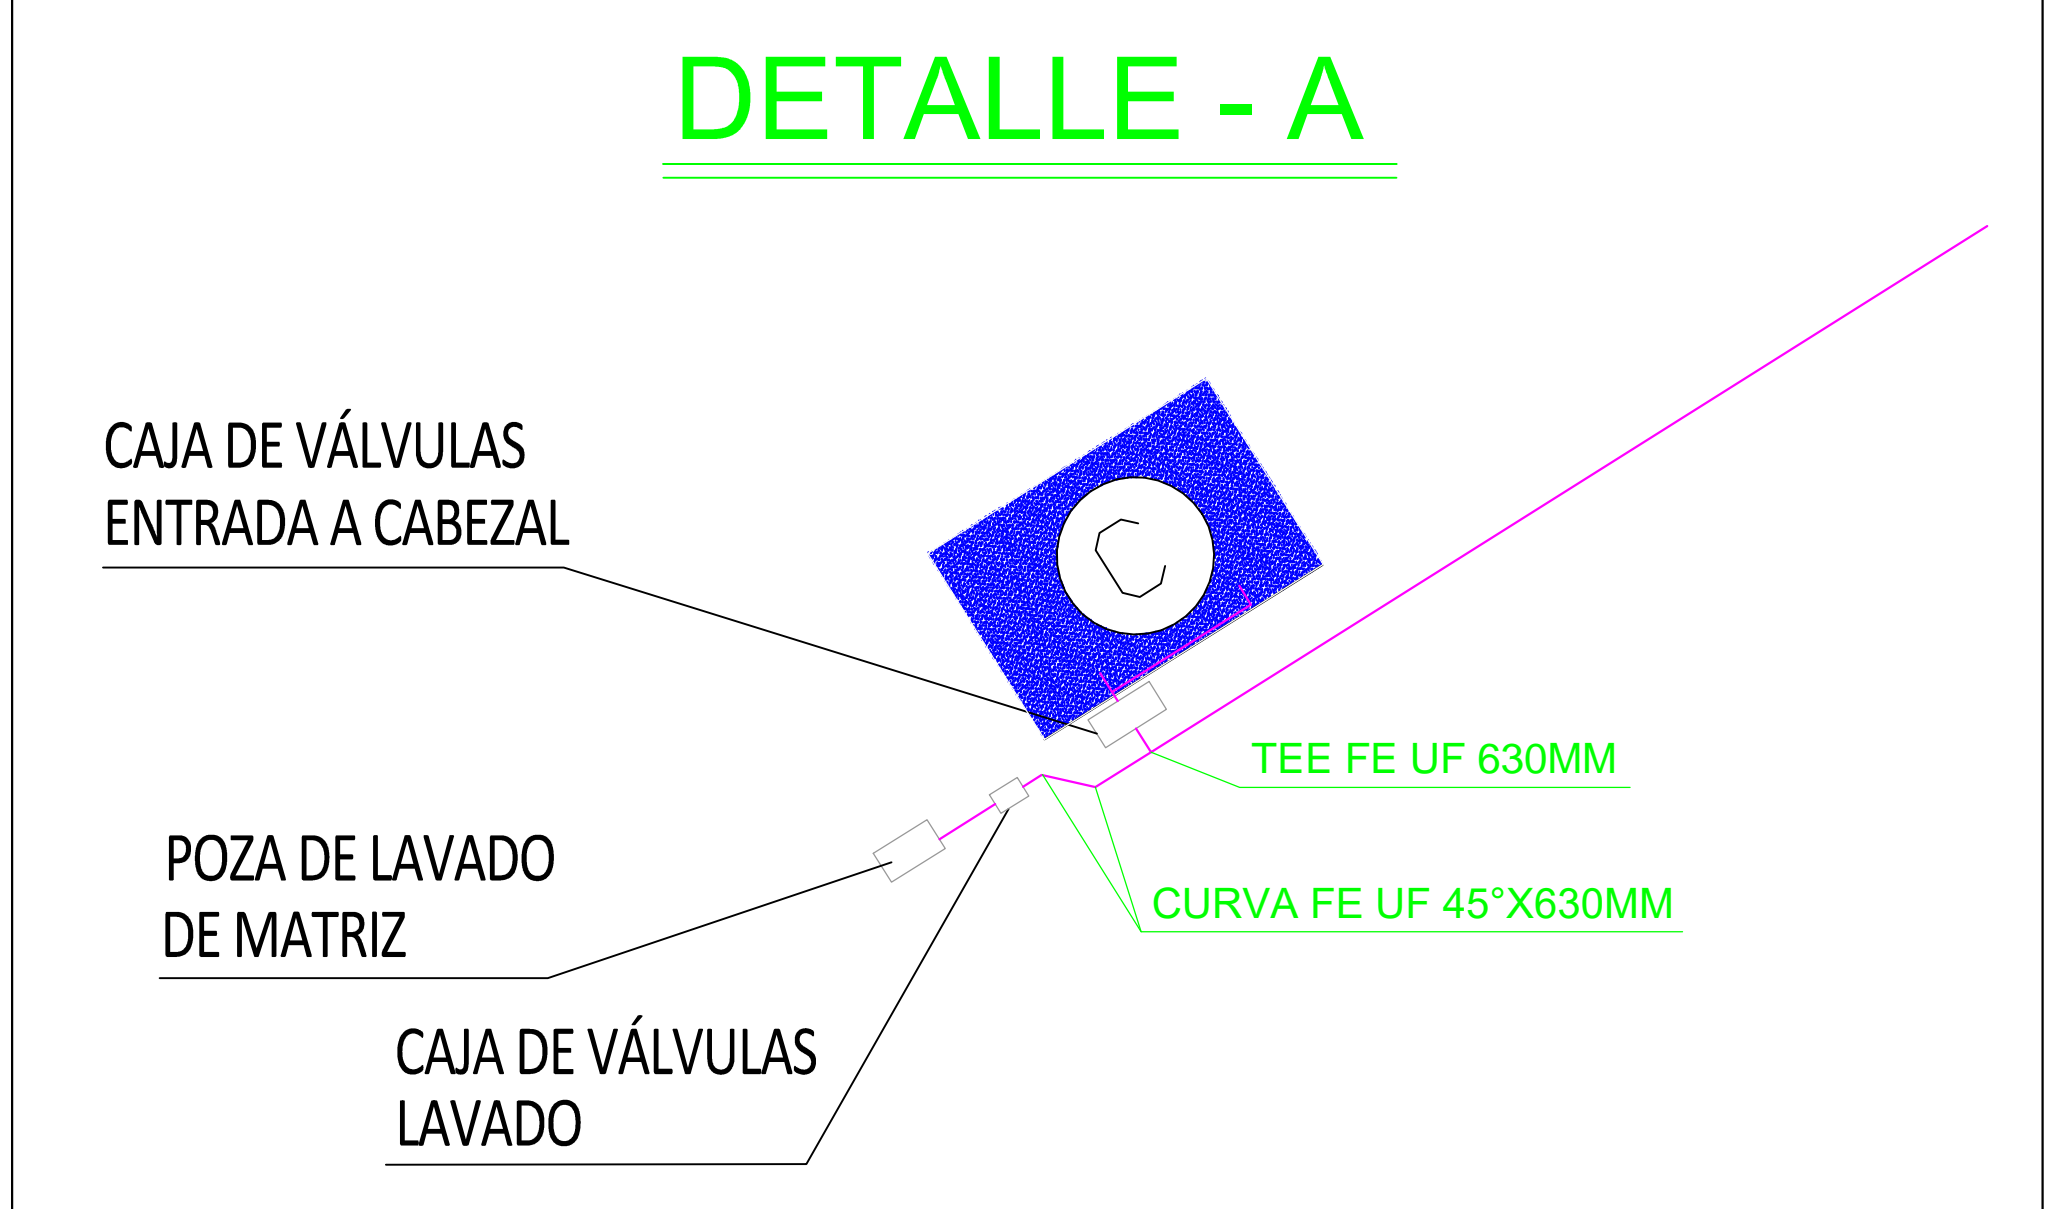 DETALLE - A
CAJA DE VÁLVULAS
ENTRADA A CABEZAL
C
TEE FE UF 630MM
POZA DE LAVADO
DE MATRIZ
CURVA FE UF 45°X630MM
CAJA DE VÁLVULAS
LAVADO